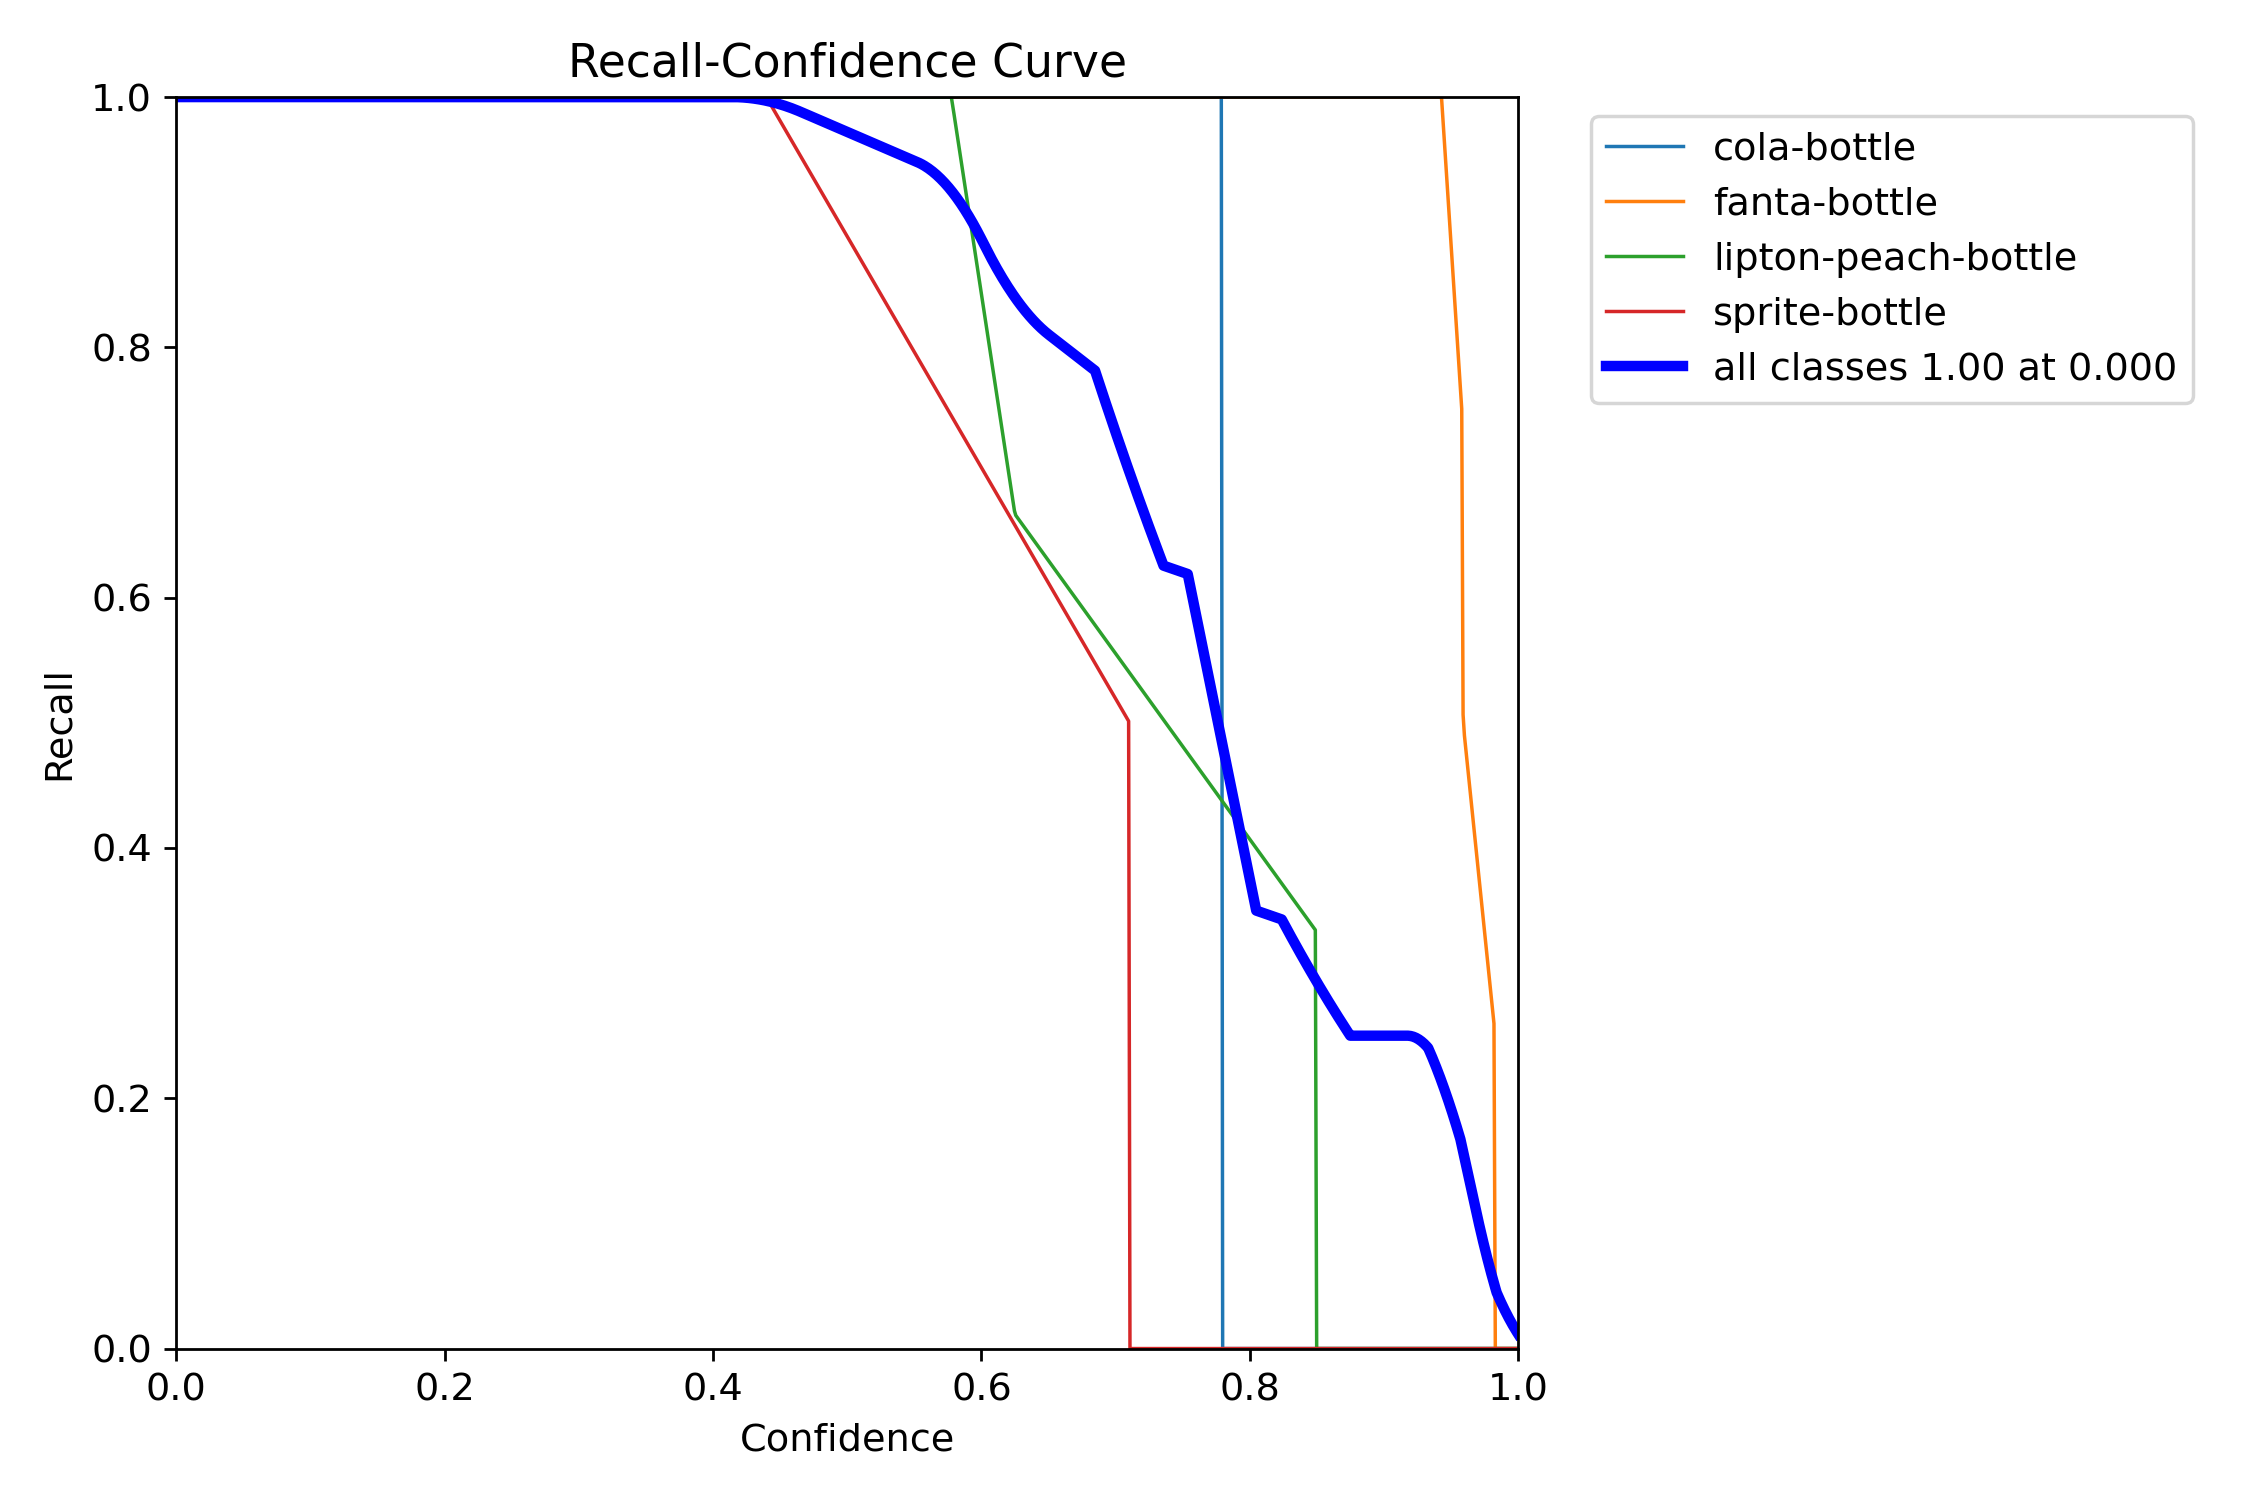 Recall-Confidence Curve
1.0
0.8
0.6
0.4
0.2
0.0
Recall
0.0 0.2 0.4 0.6 0.8 1.0
Confidence
cola-bottle
fanta-bottle
lipton-peach-bottle
sprite-bottle
all classes 1.00 at 0.000